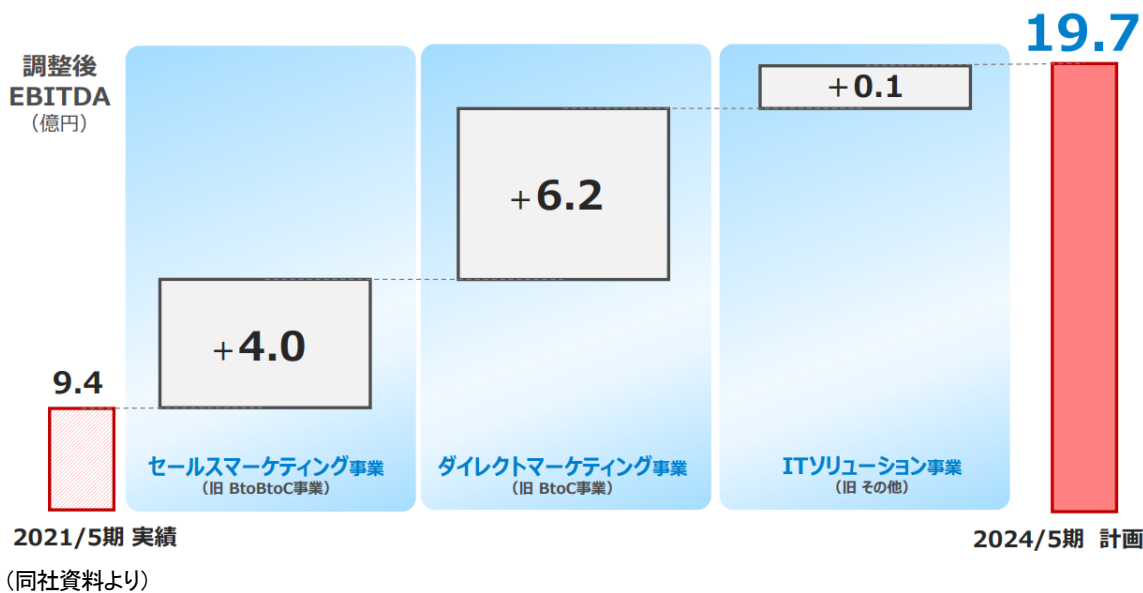 19.7
調整後
EBITDA
（億円）
+0.1
+6.2
+4.0
9.4
セールスマーケティング事業
（旧 BtoBtoC事業）
ダイレクトマーケティング事業
（旧 BtoC事業）
ITソリューション事業
（旧 その他）
2021/5期 実績
2024/5期 計画
（同社資料より）